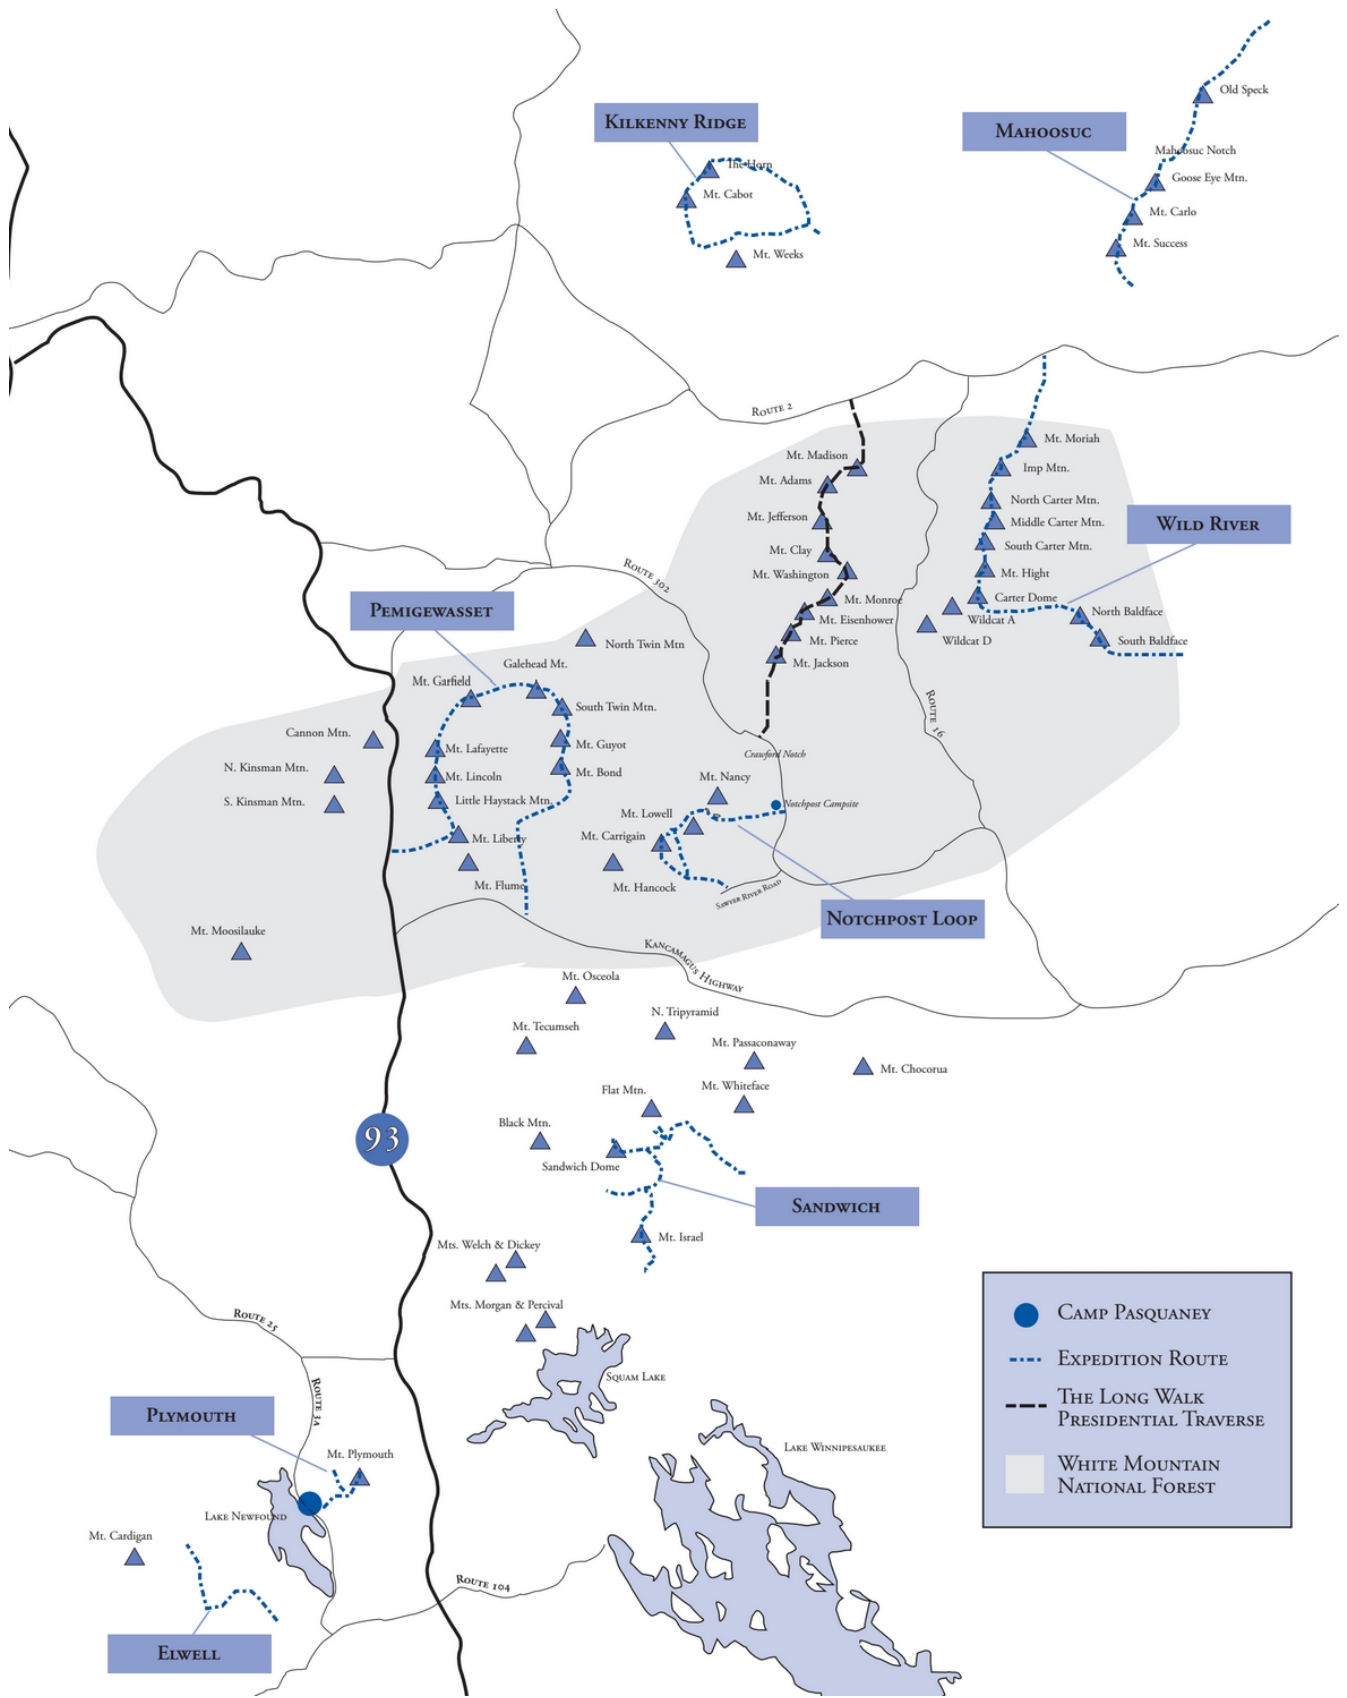 Old Speck
Kilkenny Ridge
Mahoosuc
Mahoosuc Notch
The Horn
Goose Eye Mtn.
Mt. Cabot
Mt. Carlo
Mt. Success
Mt. Weeks
Route 2
Mt. Moriah
Mt. Madison
Imp Mtn.
Mt. Adams
North Carter Mtn.
Mt. Jefferson
Middle Carter Mtn.
Wild River
South Carter Mtn.
Mt. Clay
Mt. Washington
Mt. Hight
Route 302
Carter Dome
Mt. Monroe
Pemigewasset
North Baldface
Wildcat A
Mt. Eisenhower
Wildcat D
South Baldface
Mt. Pierce
North Twin Mtn
Galehead Mt.
Mt. Jackson
Mt. Garfield
South Twin Mtn.
Route 16
Cannon Mtn.
Mt. Lafayette
Mt. Guyot
Crawford Notch
N. Kinsman Mtn.
Mt. Lincoln
Mt. Bond
Mt. Nancy
S. Kinsman Mtn.
Little Haystack Mtn.
Notchpost Campsite
Mt. Lowell
Mt. Liberty
Mt. Carrigain
Mt. Flume
Mt. Hancock
Sawyer River Road
Notchpost Loop
Mt. Moosilauke
Kancamagus Highway
Mt. Osceola
N. Tripyramid
Mt. Tecumseh
Mt. Passaconaway
Mt. Chocorua
Mt. Whiteface
Flat Mtn.
Black Mtn.
93
Sandwich Dome
Sandwich
Mt. Israel
Mts. Welch & Dickey
Mts. Morgan & Percival
Route 25
Squam Lake
Camp Pasquaney
Expedition Route
The Long Walk
Presidential Traverse
White Mountain
National Forest
Route 3A
Plymouth
Mt. Plymouth
Lake Winnipesaukee
Lake Newfound
Mt. Cardigan
Route 104
Elwell